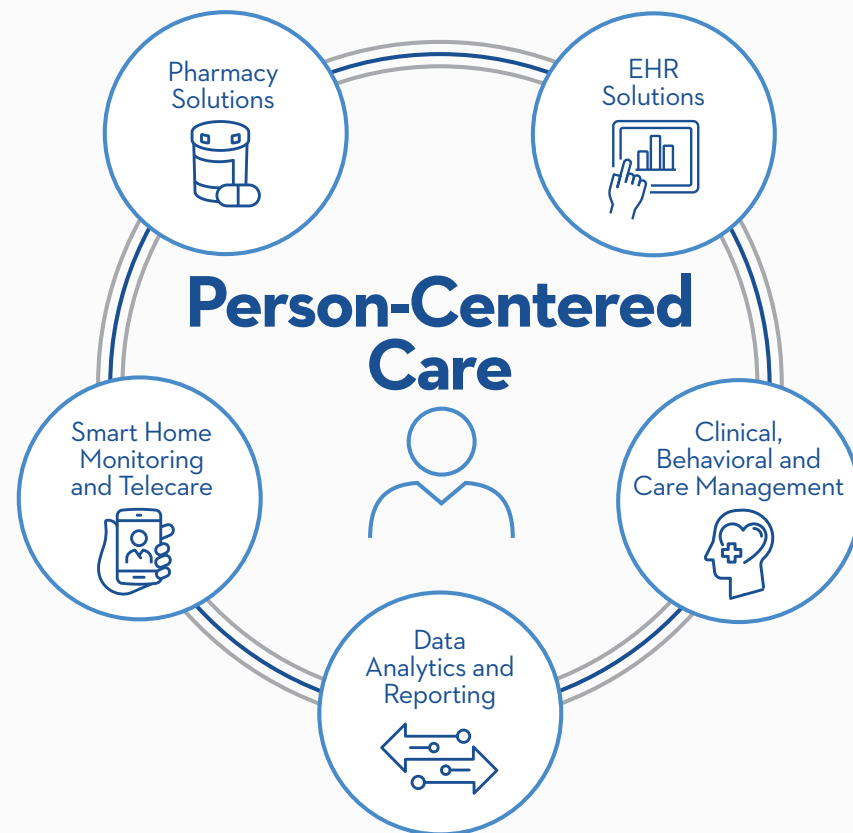 Pharmacy
Solutions
EHR
Solutions
Person-Centered
Care
Smart Home
Monitoring
and Telecare
Clinical,
Behavioral and
Care Management
Data
Analytics and
Reporting